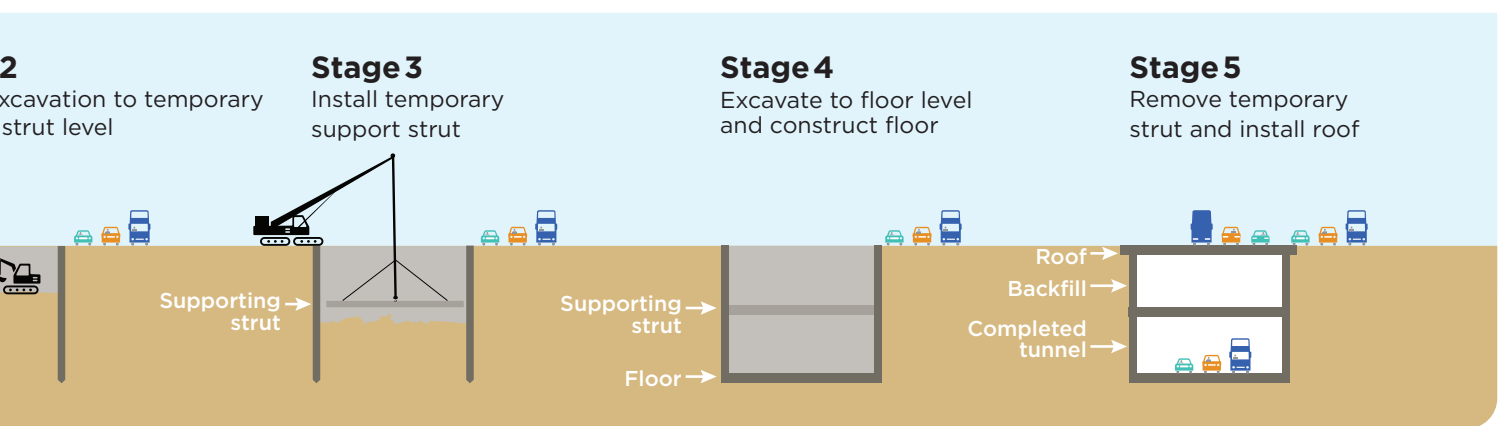 2
xcavation to temporary
strut level
Stage 3
Install temporary
support strut
Supporting
strut
Stage 4
Excavate to floor level
and construct floor
Supporting
strut
Floor
Stage 5
Remove temporary
strut and install roof
Roof
Backfill
Completed
tunnel